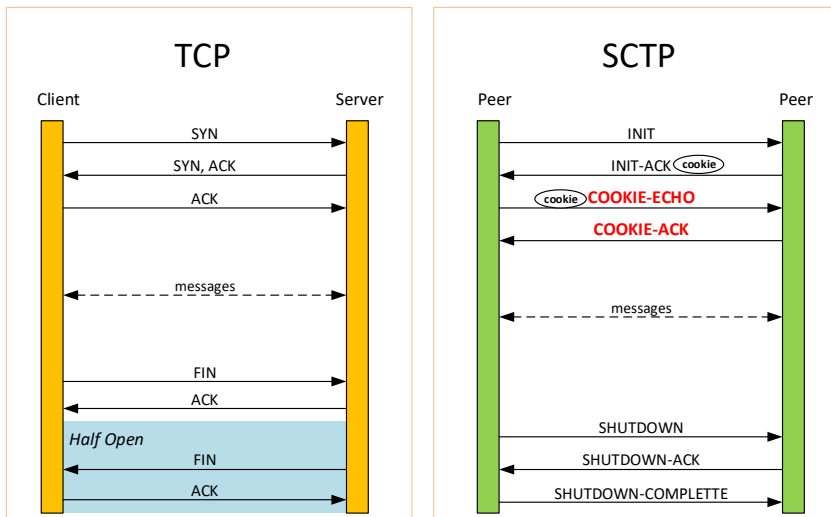 TCP
Client
Server
SYN
SYN, ACK
ACK
messages
FIN
ACK
Half Open
FIN
ACK
SCTP
Peer
Peer
INIT
INIT-ACK cookie
cookie COOKIE-ECHO
COOKIE-ACK
messages
SHUTDOWN
SHUTDOWN-ACK
SHUTDOWN-COMPLETTE